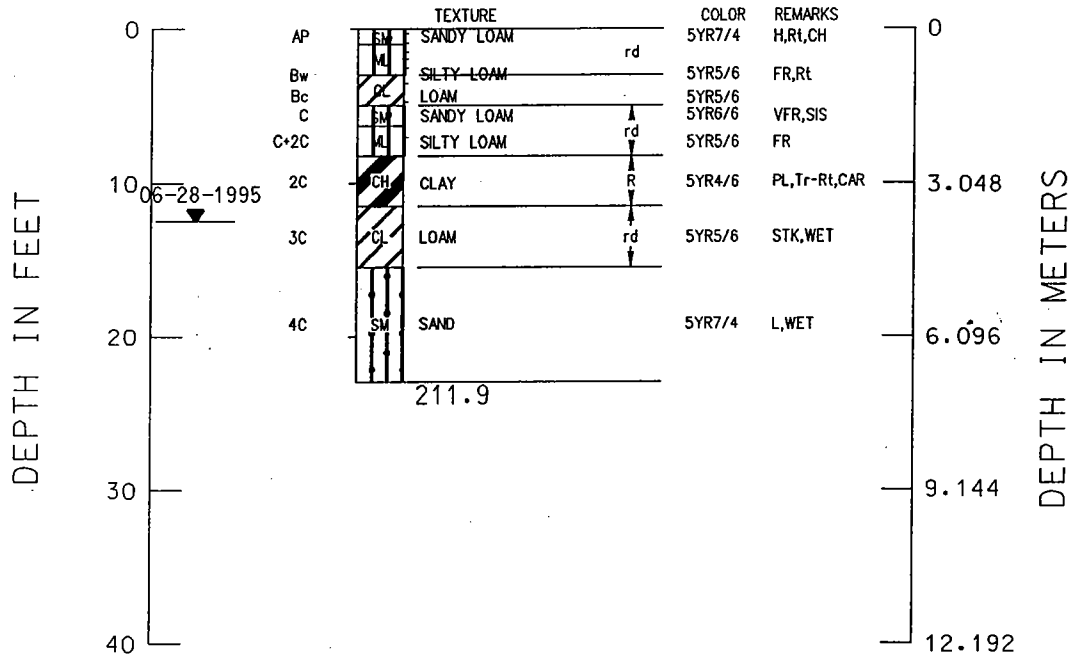 TEXTURE COLOR REMARKS
0 AP SM SANDY LOAM 5YR7/4 H,Rt,CH 0
ML rd
Bw SILTY LOAM 5YR5/6 FR,Rt
Bc CL LOAM 5YR5/6
C SM SANDY LOAM 5YR6/6 VFR,SIS
rd
C+2C ML SILTY LOAM 5YR5/6 FR
10 2C CH CLAY R 5YR4/6 PL,Tr-Rt,CAR 3.048
06-28-1995
3C CL LOAM rd 5YR5/6 STK,WET
4C SM SAND 5YR7/4 L,WET
20 6.096
211.9
30 9.144
40 12.192
DEPTH IN FEET
DEPTH IN METERS